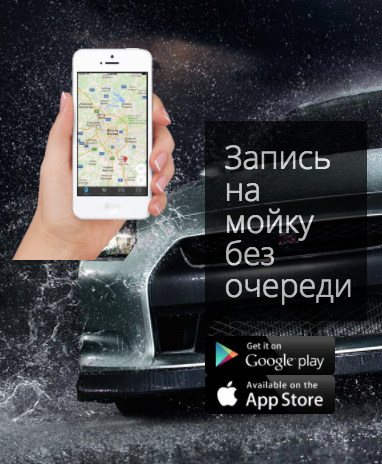 Запись
на
мойку
без
очереди
Get it on
Google play
Available on the
App Store